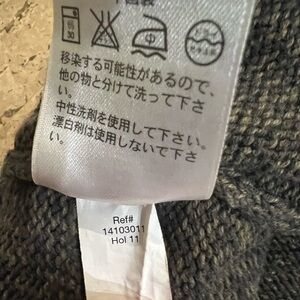 30
移染する可能性があるので、
他の物と分けて洗って下さ
い。
中性洗剤を使用して下さい。
漂白剤は使用しないで下さ
い。
Ref#
14103011
Hol 11